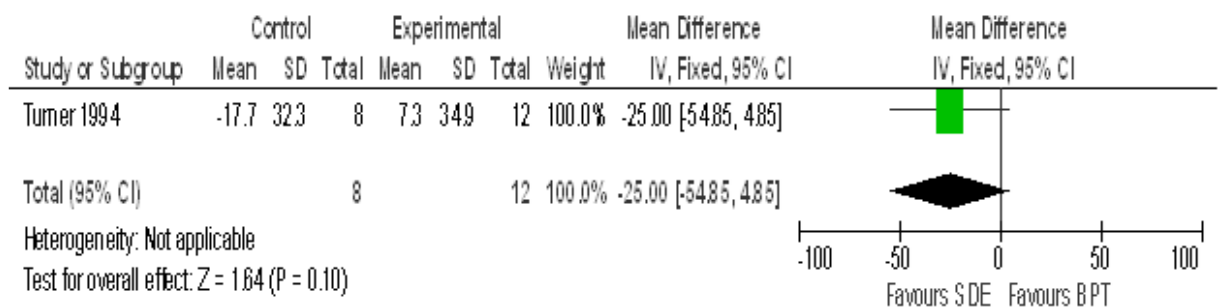 Control Experimental Mean Difference Mean Difference
Study or Subgroup Mean SD Total Mean SD Total Weight IV, Fixed, 95% CI IV, Fixed, 95% CI
Turner 1994 -17.7 32.3 8 7.3 34.9 12 100.0% -25.00 [-54.85, 4.85]
Total (95% CI) 8 12 100.0% -25.00 [-54.85, 4.85]
Heterogeneity: Not applicable
Test for overall effect: Z = 1.64 (P = 0.10)
-100 -50 0 50 100
Favours SDE Favours BPT